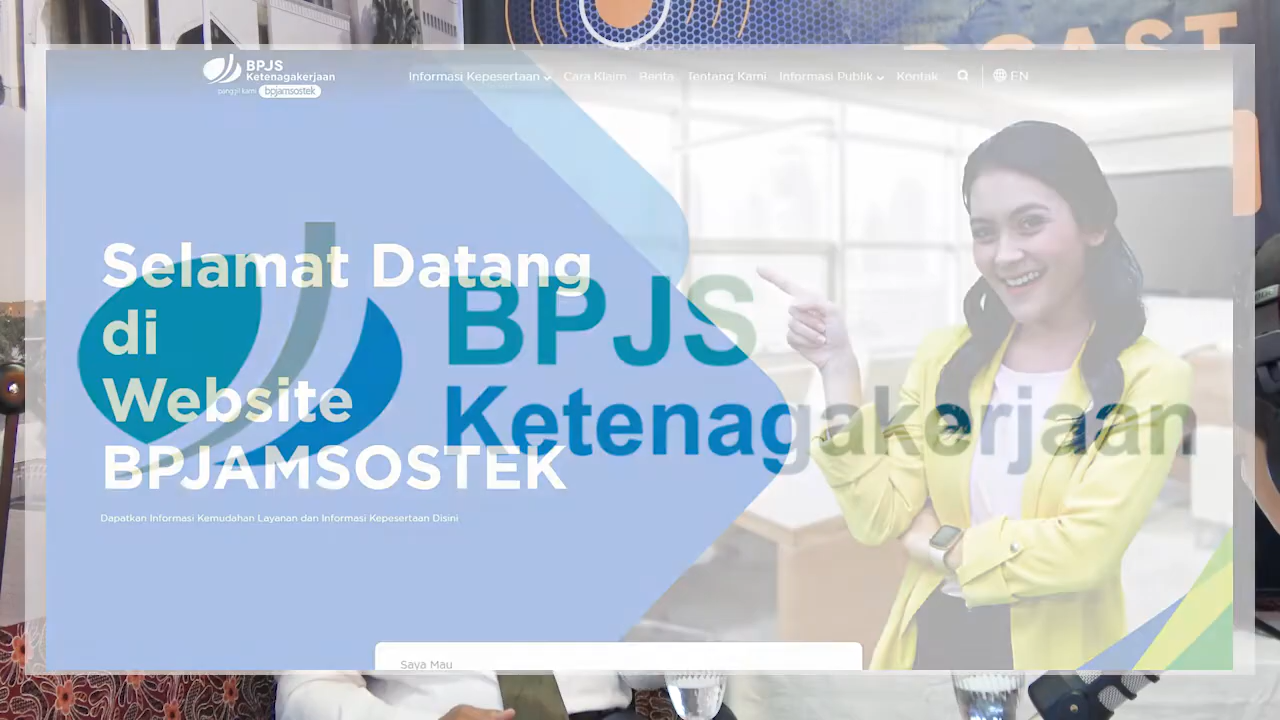 BPJS
Ketenagakerjaan
panggil kami bpjamsostek
Informasi Kepesertaan Cara Klaim Berita Tentang Kami Informasi Publik Kontak EN
Selamat Datang
di
Website
BPJAMSOSTEK
Dapatkan Informasi Kemudahan Layanan dan Informasi Kepesertaan Disini
BPJS
Ketenagakerjaan
Saya Mau